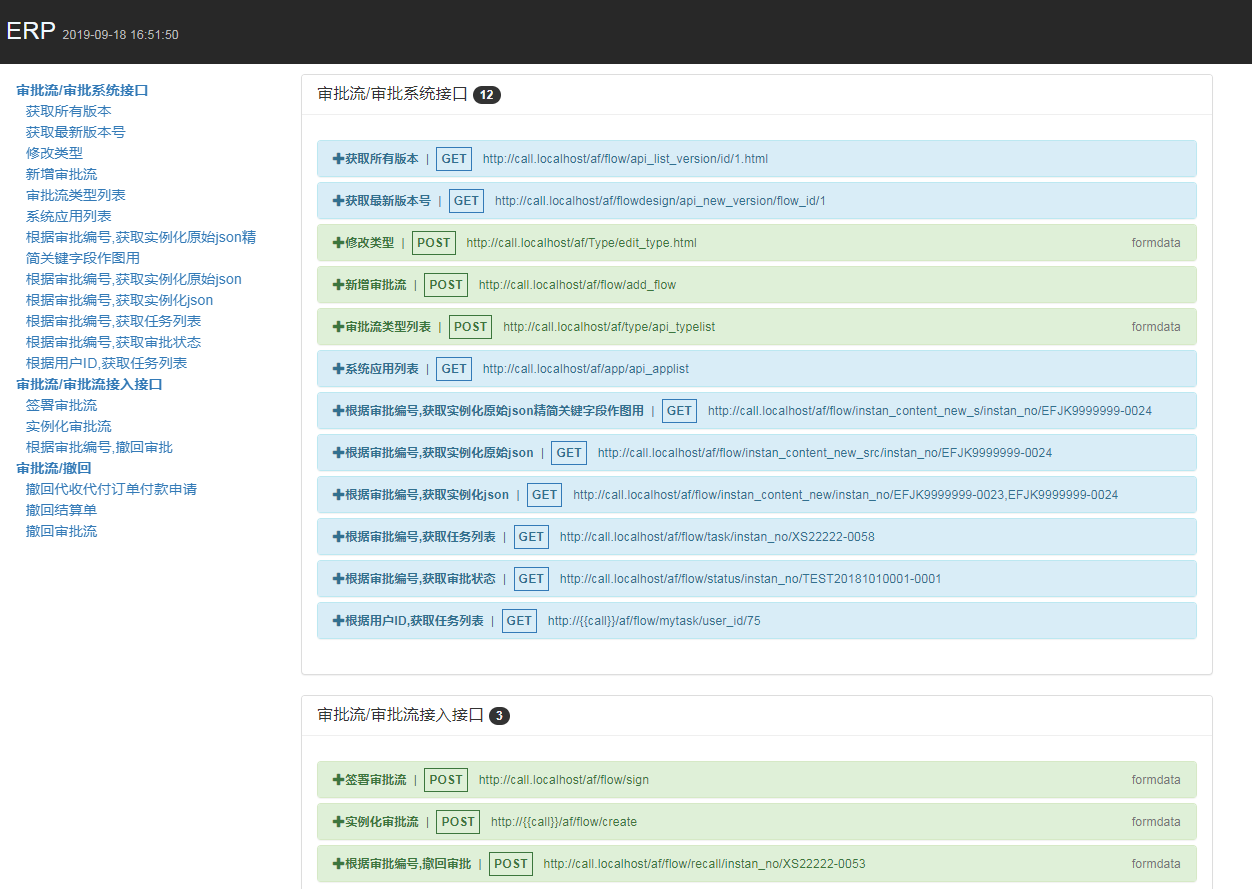 ERP 2019-09-18 16:51:50
审批流/审批系统接口
获取所有版本
获取最新版本号
修改类型
新增审批流
审批流类型列表
系统应用列表
根据审批编号,获取实例化原始json精
简关键字段作图用
根据审批编号,获取实例化原始json
根据审批编号,获取实例化json
根据审批编号,获取任务列表
根据审批编号,获取审批状态
根据用户ID,获取任务列表
审批流/审批流接入接口
签署审批流
实例化审批流
根据审批编号,撤回审批
审批流/撤回
撤回代收代付订单付款申请
撤回结算单
撤回审批流
审批流/审批系统接口 12
获取所有版本 | GET http://call.localhost/af/flow/api_list_version/id/1.html
获取最新版本号 | GET http://call.localhost/af/flowdesign/api_new_version/flow_id/1
修改类型 | POST http://call.localhost/af/Type/edit_type.html formdata
新增审批流 | POST http://call.localhost/af/flow/add_flow
审批流类型列表 | POST http://call.localhost/af/type/api_typelist formdata
系统应用列表 | GET http://call.localhost/af/app/api_applist
根据审批编号,获取实例化原始json精简关键字段作图用 | GET http://call.localhost/af/flow/instan_content_new_s/instan_no/EFJK9999999-0024
根据审批编号,获取实例化原始json | GET http://call.localhost/af/flow/instan_content_new_src/instan_no/EFJK9999999-0024
根据审批编号,获取实例化json | GET http://call.localhost/af/flow/instan_content_new/instan_no/EFJK9999999-0023,EFJK9999999-0024
根据审批编号,获取任务列表 | GET http://call.localhost/af/flow/task/instan_no/XS22222-0058
根据审批编号,获取审批状态 | GET http://call.localhost/af/flow/status/instan_no/TEST20181010001-0001
根据用户ID,获取任务列表 | GET http://{{call}}/af/flow/mytask/user_id/75
审批流/审批流接入接口 3
签署审批流 | POST http://call.localhost/af/flow/sign formdata
实例化审批流 | POST http://{{call}}/af/flow/create formdata
根据审批编号,撤回审批 | POST http://call.localhost/af/flow/recall/instan_no/XS22222-0053 formdata